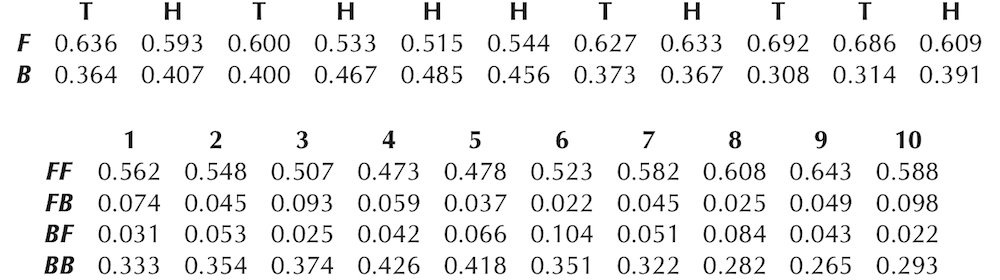 T H T H H H T H T T H
F 0.636 0.593 0.600 0.533 0.515 0.544 0.627 0.633 0.692 0.686 0.609
B 0.364 0.407 0.400 0.467 0.485 0.456 0.373 0.367 0.308 0.314 0.391
1 2 3 4 5 6 7 8 9 10
FF 0.562 0.548 0.507 0.473 0.478 0.523 0.582 0.608 0.643 0.588
FB 0.074 0.045 0.093 0.059 0.037 0.022 0.045 0.025 0.049 0.098
BF 0.031 0.053 0.025 0.042 0.066 0.104 0.051 0.084 0.043 0.022
BB 0.333 0.354 0.374 0.426 0.418 0.351 0.322 0.282 0.265 0.293